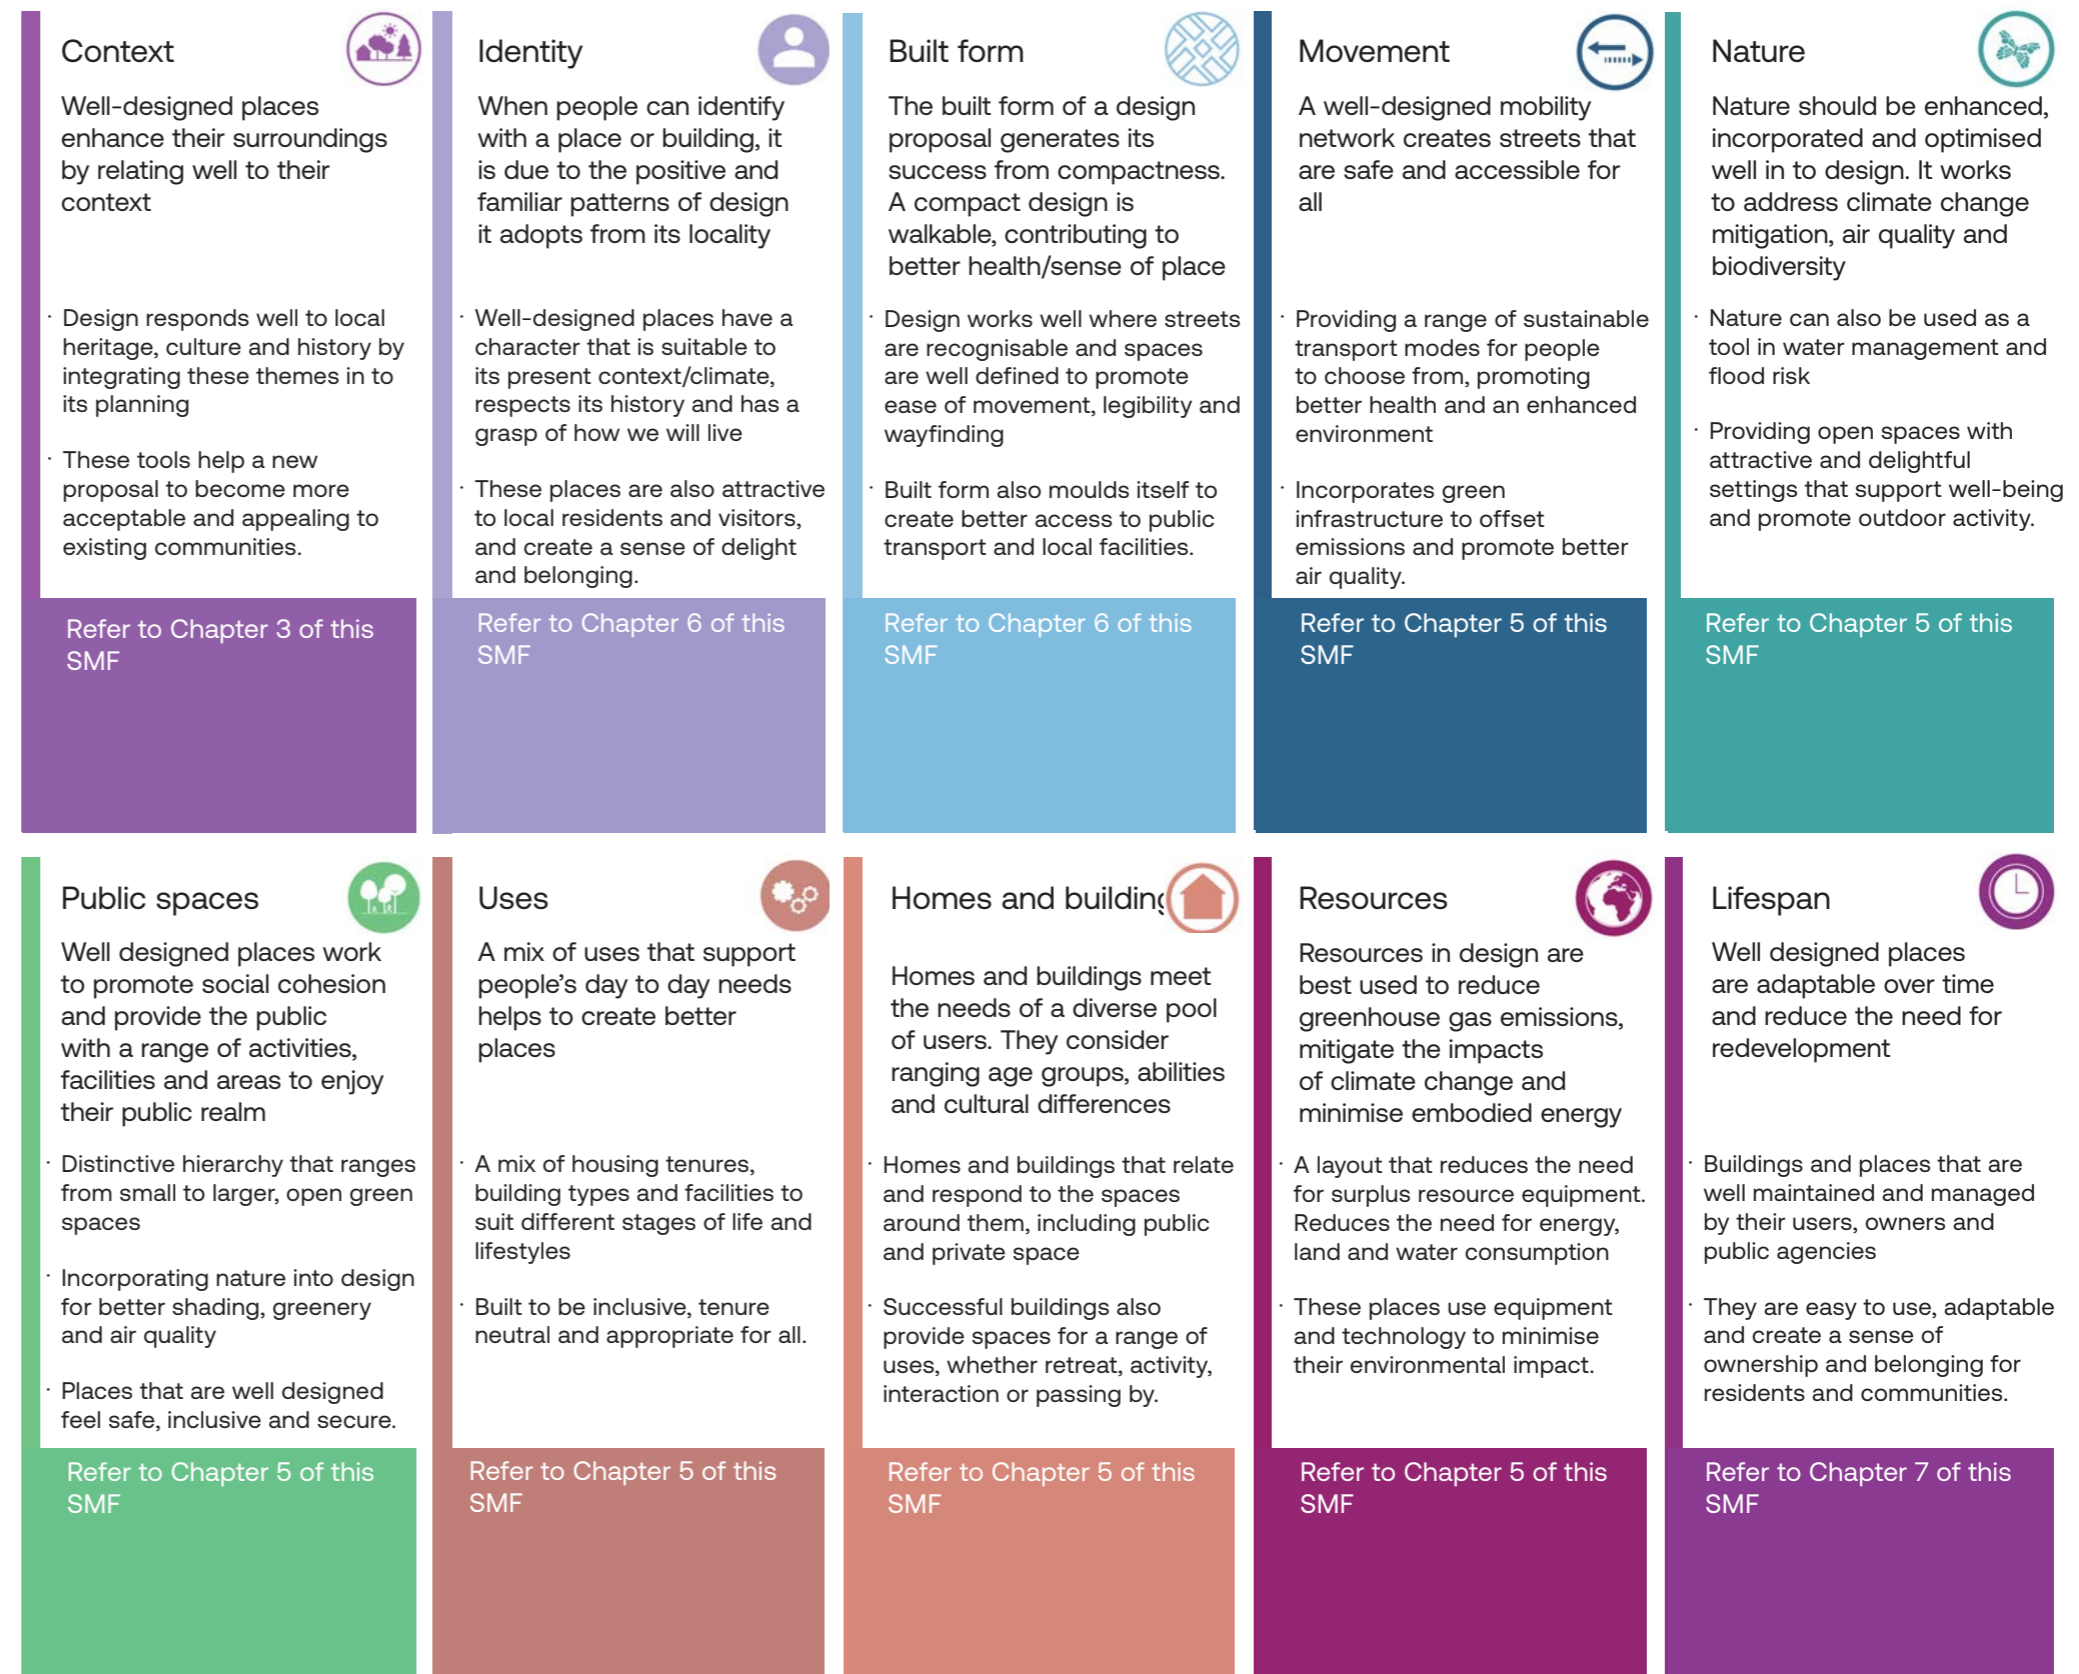 Context
Well-designed places
enhance their surroundings
by relating well to their
context
· Design responds well to local
heritage, culture and history by
integrating these themes in to
its planning
· These tools help a new
proposal to become more
acceptable and appealing to
existing communities.
Refer to Chapter 3 of this
SMF
Identity
When people can identify
with a place or building, it
is due to the positive and
familiar patterns of design
it adopts from its locality
· Well-designed places have a
character that is suitable to
its present context/climate,
respects its history and has a
grasp of how we will live
· These places are also attractive
to local residents and visitors,
and create a sense of delight
and belonging.
Refer to Chapter 6 of this
SMF
Built form
The built form of a design
proposal generates its
success from compactness.
A compact design is
walkable, contributing to
better health/sense of place
· Design works well where streets
are recognisable and spaces
are well defined to promote
ease of movement, legibility and
wayfinding
· Built form also moulds itself to
create better access to public
transport and local facilities.
Refer to Chapter 6 of this
SMF
Movement
A well-designed mobility
network creates streets that
are safe and accessible for
all
· Providing a range of sustainable
transport modes for people
to choose from, promoting
better health and an enhanced
environment
· Incorporates green
infrastructure to offset
emissions and promote better
air quality.
Refer to Chapter 5 of this
SMF
Nature
Nature should be enhanced,
incorporated and optimised
well in to design. It works
to address climate change
mitigation, air quality and
biodiversity
· Nature can also be used as a
tool in water management and
flood risk
· Providing open spaces with
attractive and delightful
settings that support well-being
and promote outdoor activity.
Refer to Chapter 5 of this
SMF
Public spaces
Well designed places work
to promote social cohesion
and provide the public
with a range of activities,
facilities and areas to enjoy
their public realm
· Distinctive hierarchy that ranges
from small to larger, open green
spaces
· Incorporating nature into design
for better shading, greenery
and air quality
· Places that are well designed
feel safe, inclusive and secure.
Refer to Chapter 5 of this
SMF
Uses
A mix of uses that support
people’s day to day needs
helps to create better
places
· A mix of housing tenures,
building types and facilities to
suit different stages of life and
lifestyles
· Built to be inclusive, tenure
neutral and appropriate for all.
Refer to Chapter 5 of this
SMF
Homes and building
Homes and buildings meet
the needs of a diverse pool
of users. They consider
ranging age groups, abilities
and cultural differences
· Homes and buildings that relate
and respond to the spaces
around them, including public
and private space
· Successful buildings also
provide spaces for a range of
uses, whether retreat, activity,
interaction or passing by.
Refer to Chapter 5 of this
SMF
Resources
Resources in design are
best used to reduce
greenhouse gas emissions,
mitigate the impacts
of climate change and
minimise embodied energy
· A layout that reduces the need
for surplus resource equipment.
Reduces the need for energy,
land and water consumption
· These places use equipment
and technology to minimise
their environmental impact.
Refer to Chapter 5 of this
SMF
Lifespan
Well designed places
are adaptable over time
and reduce the need for
redevelopment
· Buildings and places that are
well maintained and managed
by their users, owners and
public agencies
· They are easy to use, adaptable
and create a sense of
ownership and belonging for
residents and communities.
Refer to Chapter 7 of this
SMF